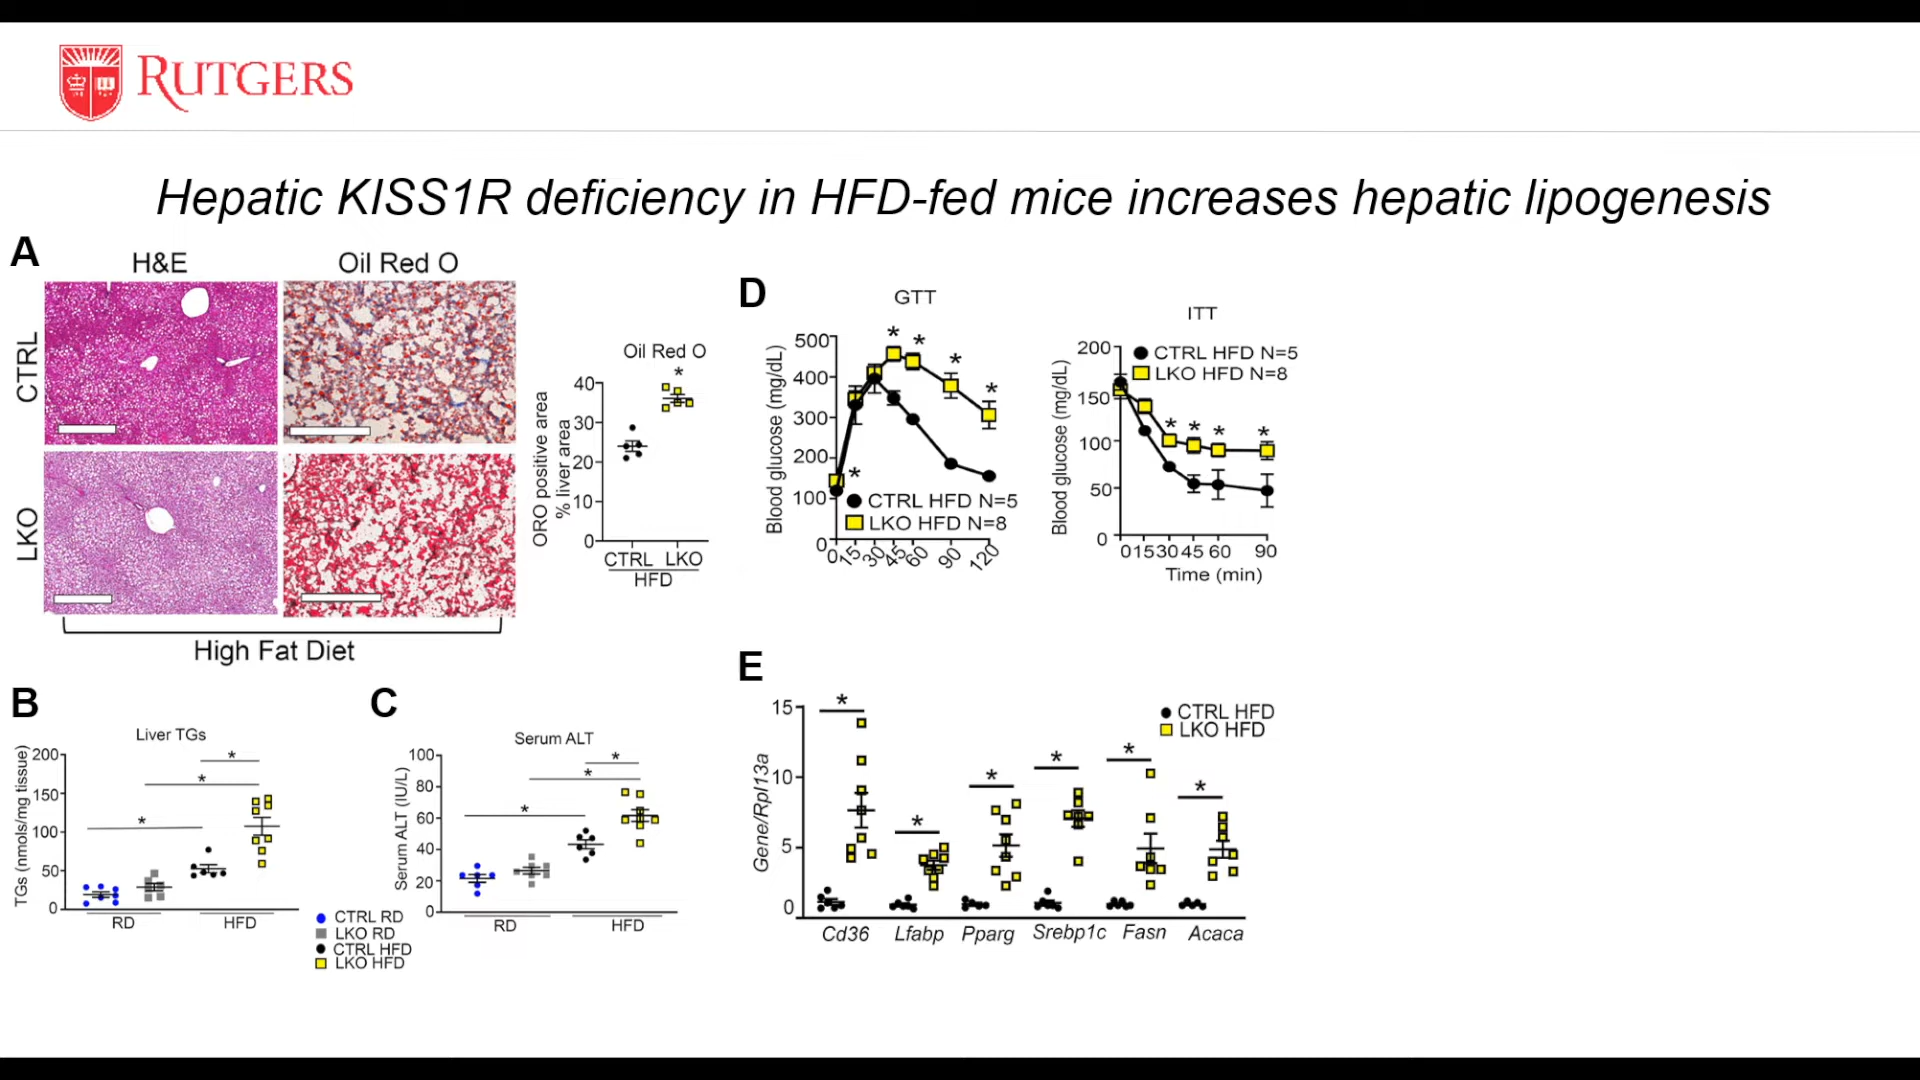 RUTGERS
Hepatic KISS1R deficiency in HFD-fed mice increases hepatic lipogenesis
A
H&E
Oil Red O
CTRL
LKO
High Fat Diet
Oil Red O
*
ORO positive area
% liver area
40
30
20
10
0
CTRL LKO
HFD
B
Liver TGs
TGs (nmols/mg tissue)
200
150
100
50
0
*
*
*
RD
HFD
CTRL RD
LKO RD
CTRL HFD
LKO HFD
C
Serum ALT
Serum ALT (IU/L)
100
80
60
40
20
0
*
*
*
RD
HFD
D
GTT
Blood glucose (mg/dL)
500
400
300
200
100
0
* * * * *
CTRL HFD N=5
LKO HFD N=8
0 15 30 45 60 90 120
ITT
Blood glucose (mg/dL)
200
150
100
50
0
CTRL HFD N=5
LKO HFD N=8
* * * *
0 15 30 45 60 90
Time (min)
E
Gene/Rpl13a
15
10
5
0
* * * * * *
CTRL HFD
LKO HFD
Cd36 Lfabp Pparg Srebp1c Fasn Acaca